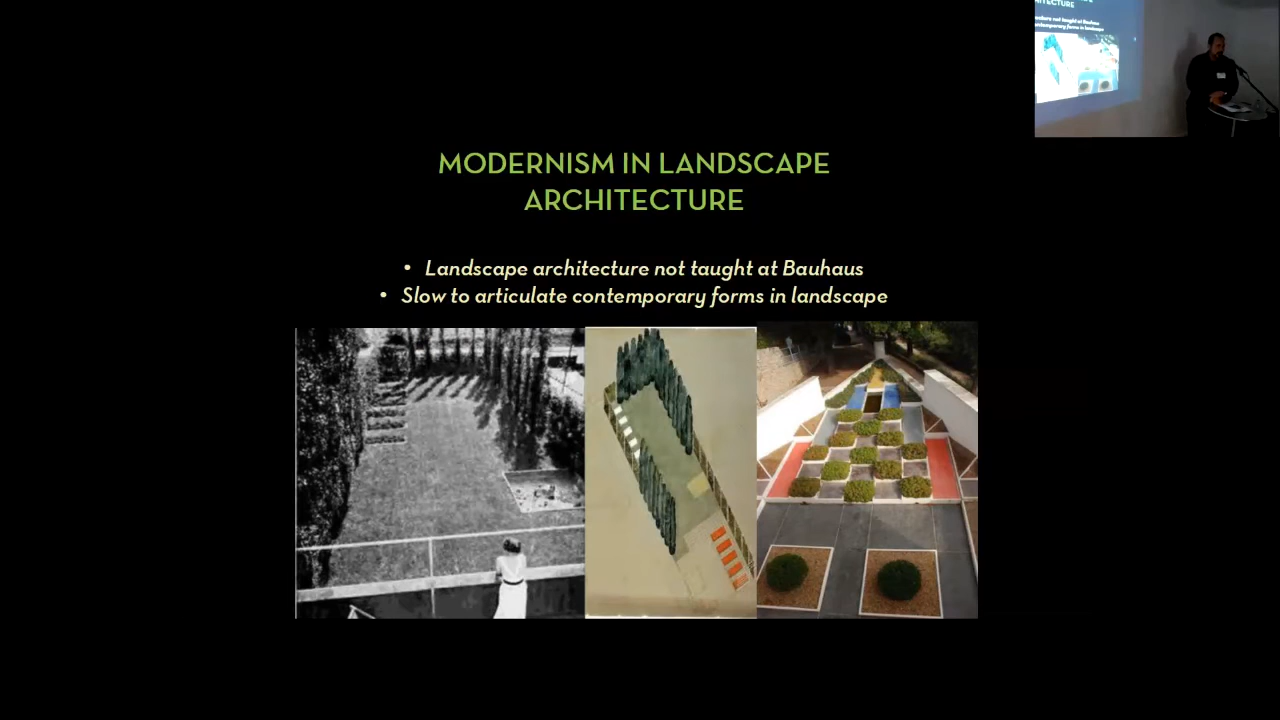 MODERNISM IN LANDSCAPE
ARCHITECTURE
• Landscape architecture not taught at Bauhaus
• Slow to articulate contemporary forms in landscape